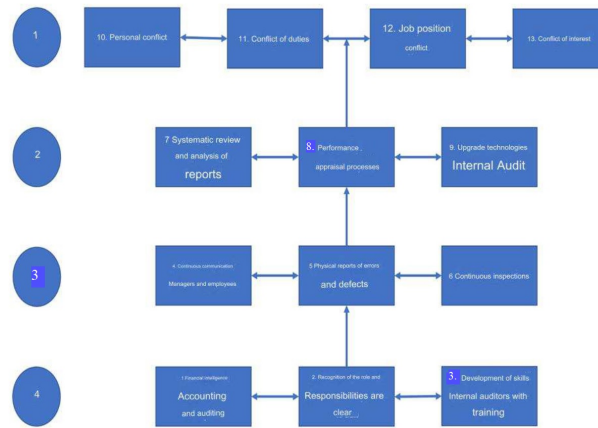 1
10. Personal conflict
11. Conflict of duties
12. Job position
conflict
13. Conflict of interest
2
7 Systematic review
and analysis of
reports
8. Performance.
appraisal processes
9. Upgrade technologies
Internal Audit
3
4. Continuous communication
Managers and employees
5 Physical reports of errors
and defects
6 Continuous inspections
4
1 Financial intelligence
Accounting
and auditing
2. Recognition of the role and
Responsibilities are
clear
3. Development of skills
Internal auditors with
training